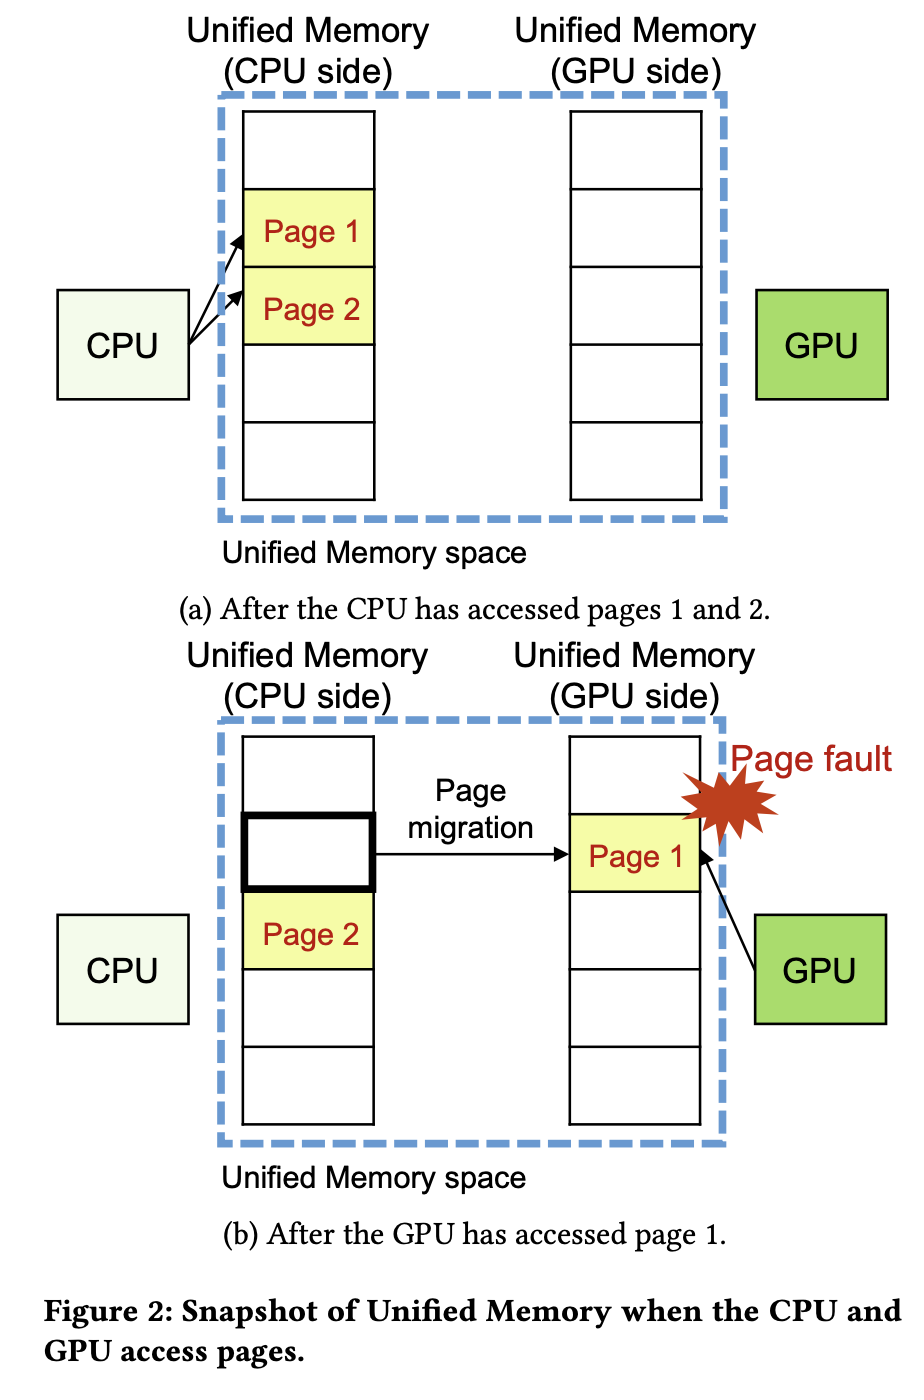 Unified Memory
(CPU side)
Unified Memory
(GPU side)
Page 1
Page 2
CPU
GPU
Unified Memory space
(a) After the CPU has accessed pages 1 and 2.
Unified Memory
(CPU side)
Unified Memory
(GPU side)
Page fault
Page
migration
Page 1
Page 2
CPU
GPU
Unified Memory space
(b) After the GPU has accessed page 1.
Figure 2: Snapshot of Unified Memory when the CPU and
GPU access pages.